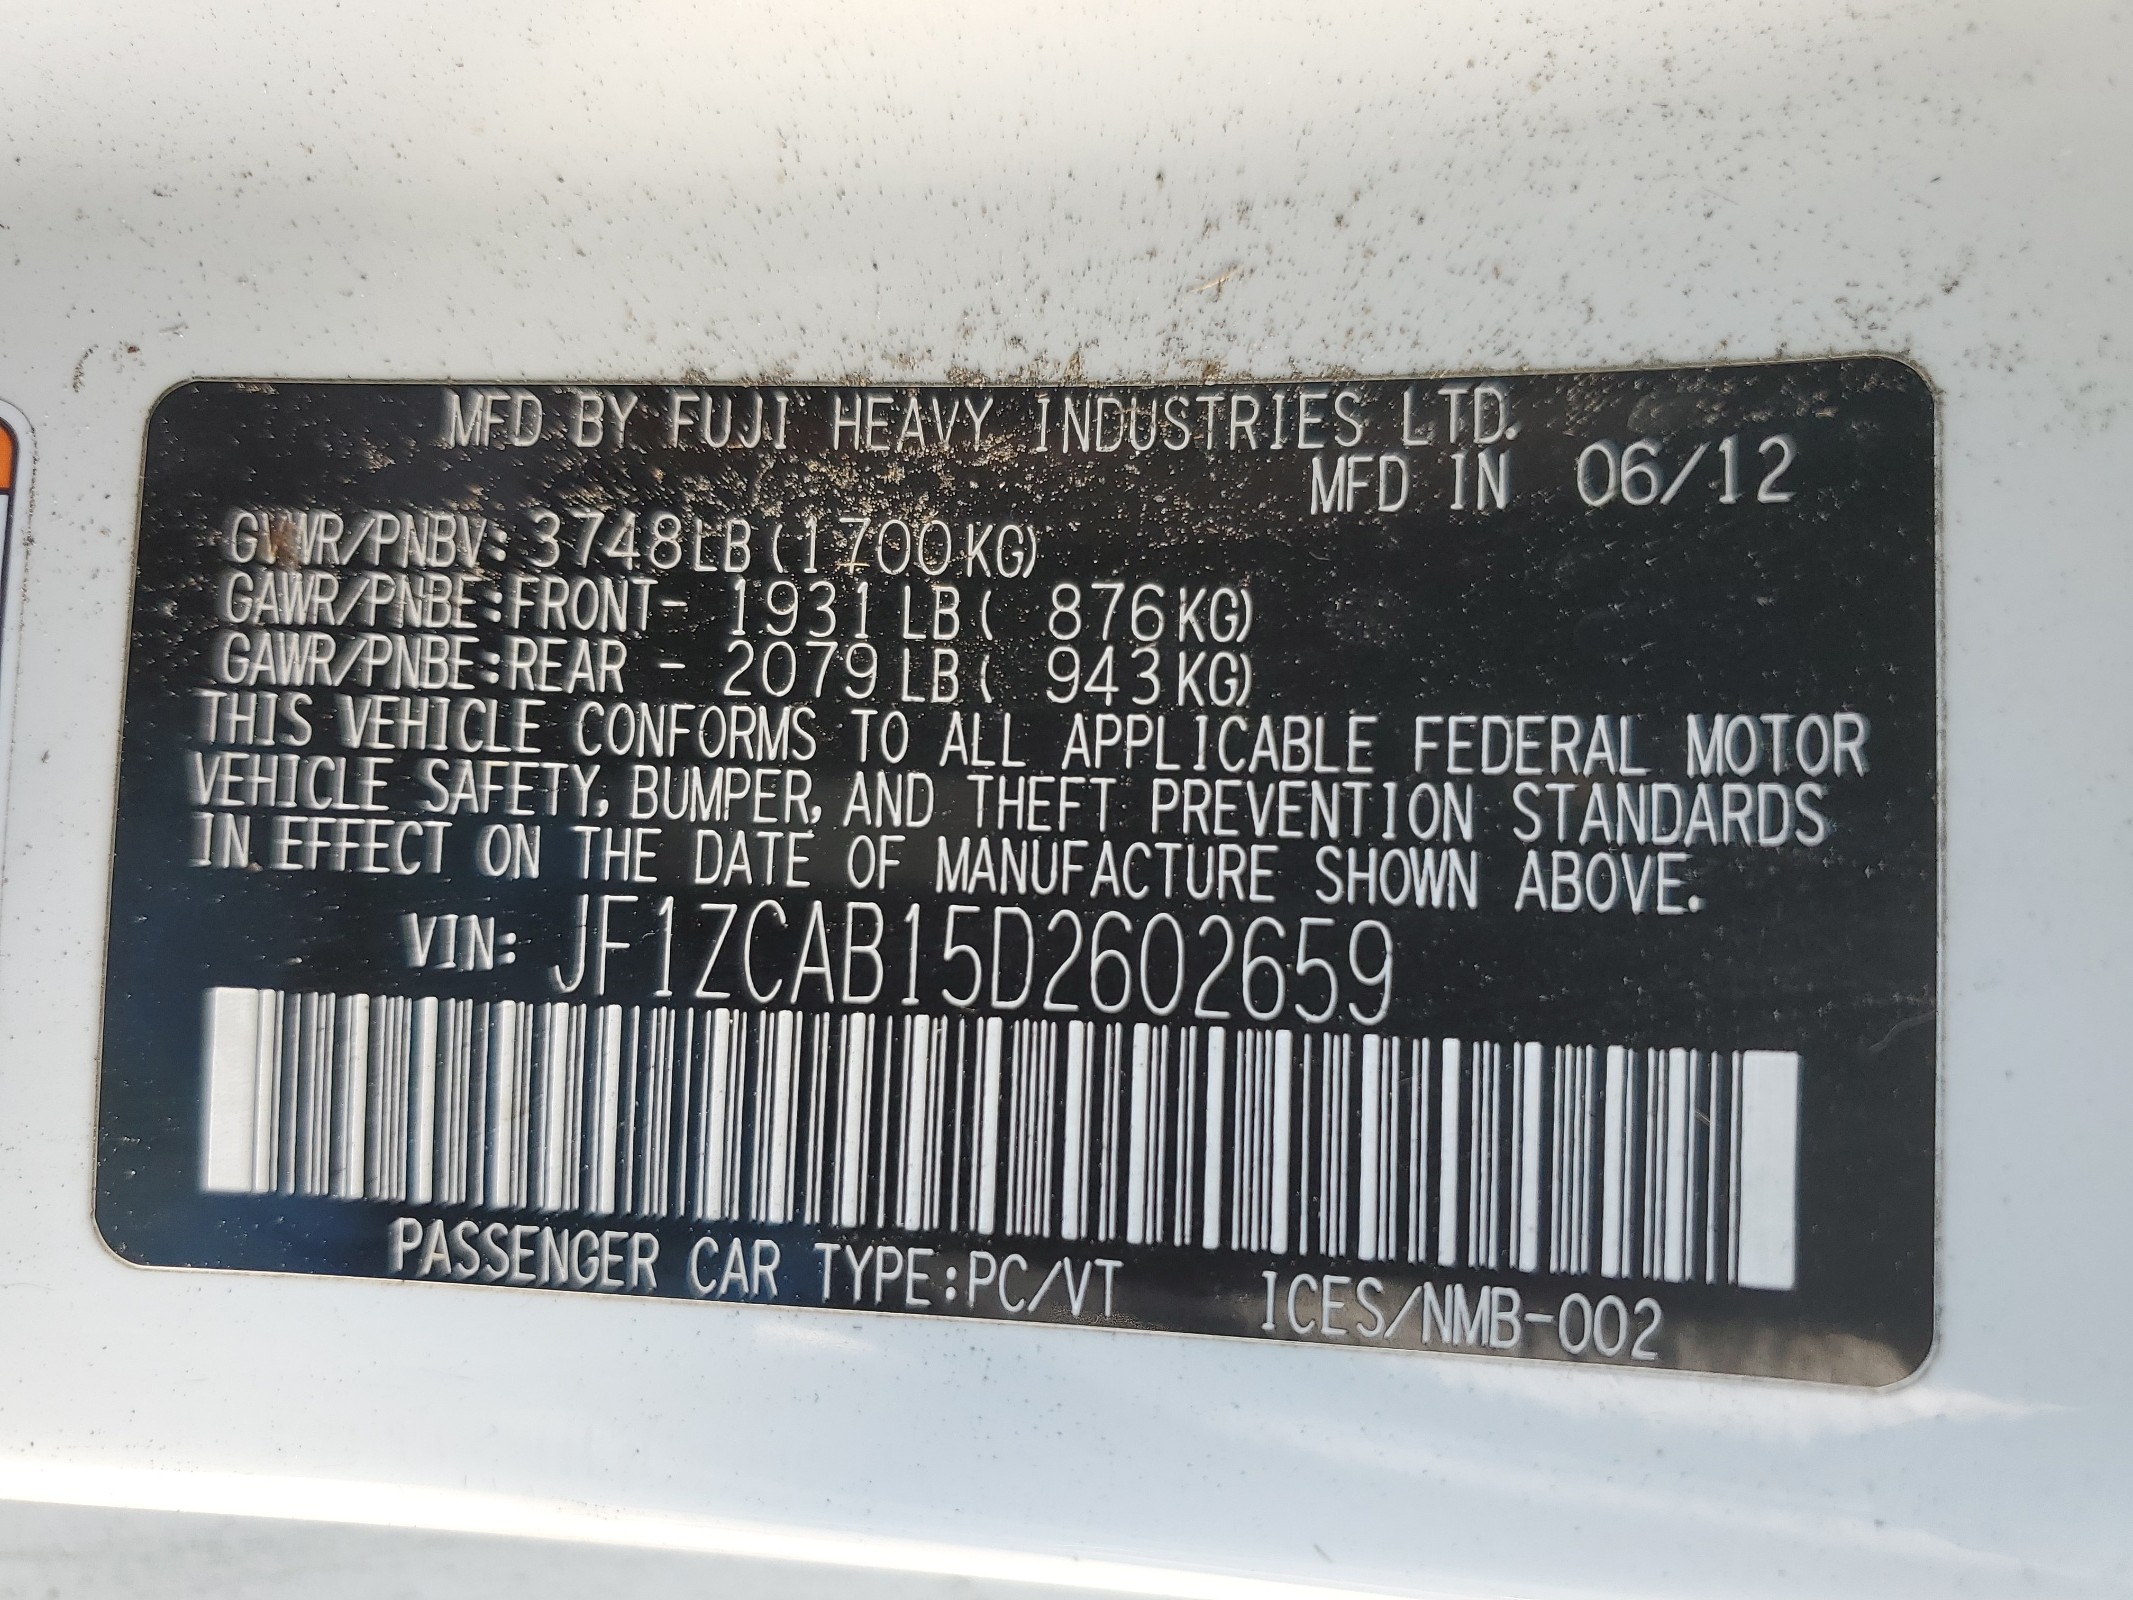 MFD BY FUJI HEAVY INDUSTRIES LTD.
MFD IN 06/12
GVWR/PNBV: 3748LB(1700KG)
GAWR/PNBE:FRONT- 1931LB( 876KG)
GAWR/PNBE:REAR - 2079LB( 943KG)
THIS VEHICLE CONFORMS TO ALL APPLICABLE FEDERAL MOTOR
VEHICLE SAFETY, BUMPER, AND THEFT PREVENTION STANDARDS
IN EFFECT ON THE DATE OF MANUFACTURE SHOWN ABOVE.
VIN: JF1ZCAB15D2602659
PASSENGER CAR TYPE:PC/VT ICES/NMB-002